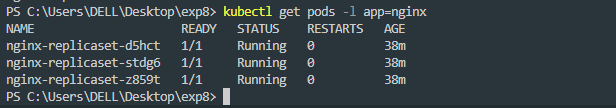 PS C:\Users\DELL\Desktop\exp8> kubectl get pods -l app=nginx
NAME READY STATUS RESTARTS AGE
nginx-replicaset-d5hct 1/1 Running 0 38m
nginx-replicaset-stdg6 1/1 Running 0 38m
nginx-replicaset-z859t 1/1 Running 0 38m
PS C:\Users\DELL\Desktop\exp8>